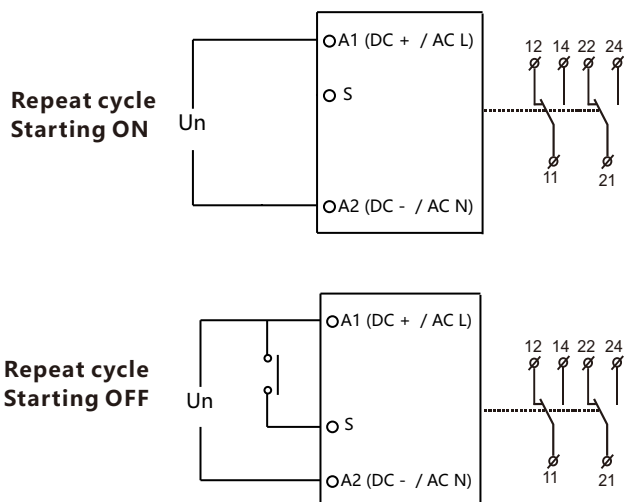 A1 (DC + / AC L)
12 14 22 24
S
Repeat cycle
Starting ON
Un
11 21
A2 (DC - / AC N)
A1 (DC + / AC L)
12 14 22 24
Repeat cycle
Starting OFF
Un
S
11 21
A2 (DC - / AC N)